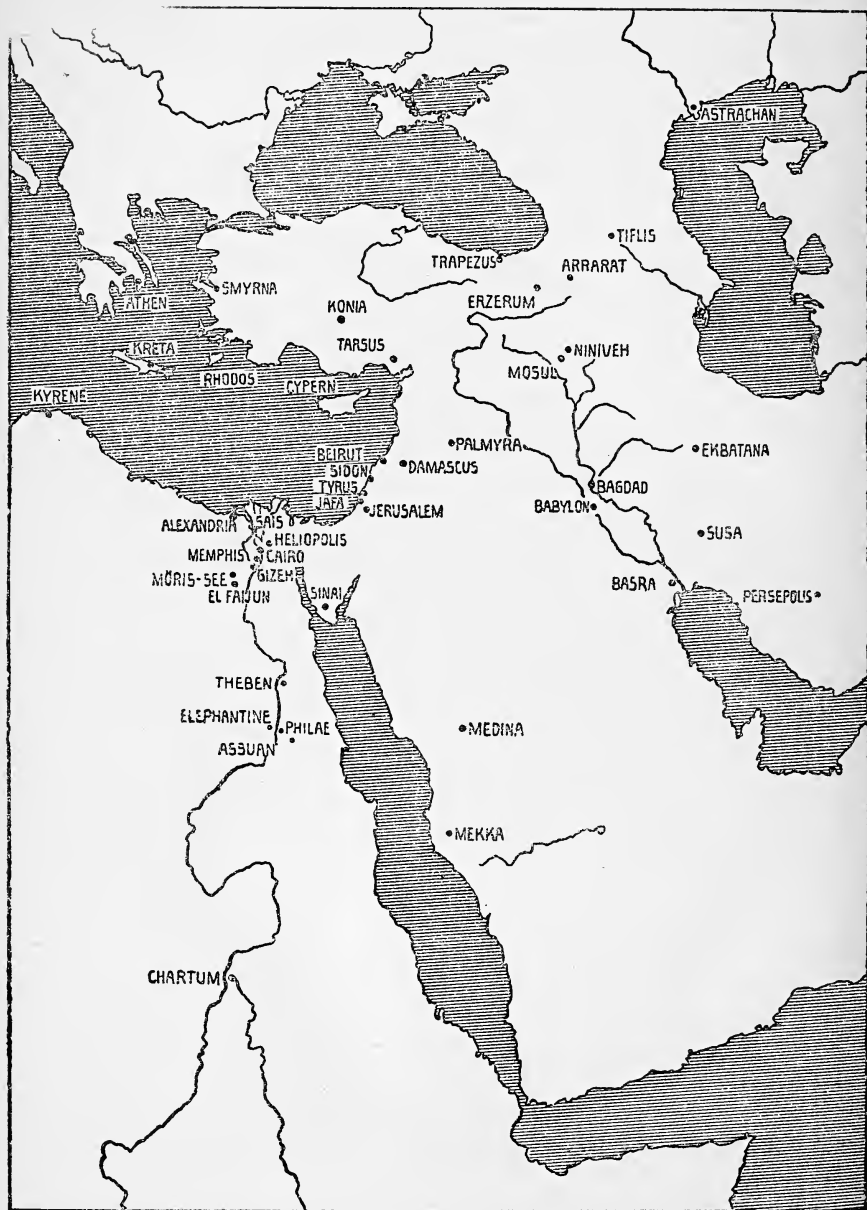 ASTRACHAN
TIFLIS
TRAPEZUS
ARRARAT
ERZERUM
SMYRNA
ATHEN
KONIA
KRETA
TARSUS
NINIVEH
MOSUL
RHODOS
CYPERN
KYRENE
PALMYRA
EKBATANA
BEIRUT
SIDON
DAMASCUS
TYRUS
BAGDAD
JAFA
JERUSALEM
BABYLON
ALEXANDRIA
SAIS
SUSA
HELIOPOLIS
MEMPHIS
CAIRO
GIZEH
MÖRIS-SEE
EL FAIJUN
SINAI
BASRA
PERSEPOLIS
THEBEN
ELEPHANTINE
PHILAE
ASSUAN
MEDINA
MEKKA
CHARTUM